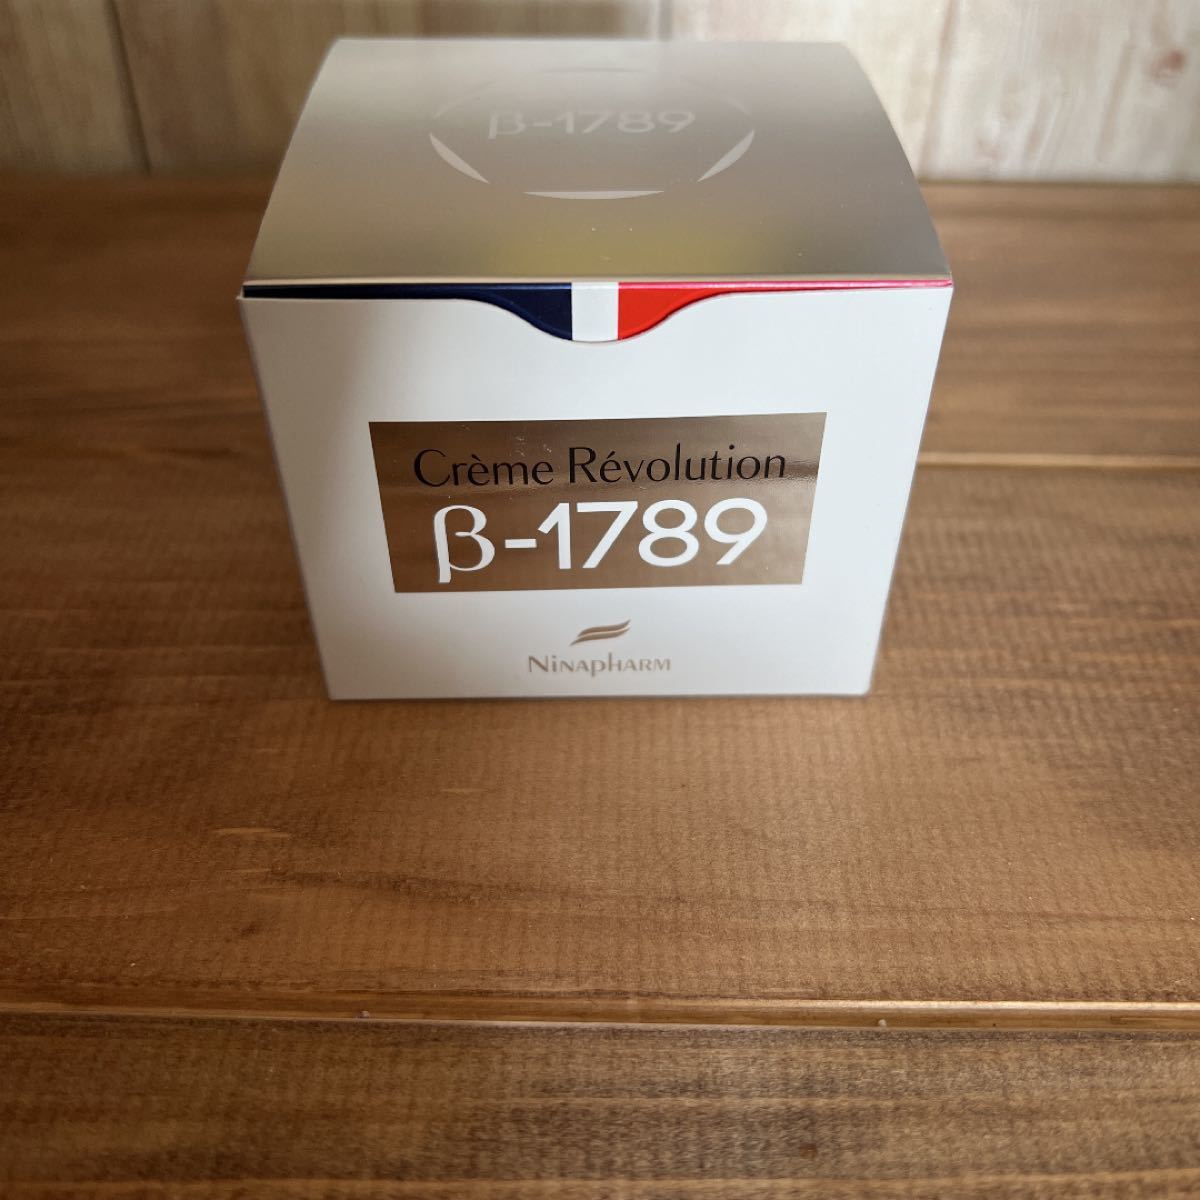 β-1789
Crème Révolution
β-1789
NiNApHARM